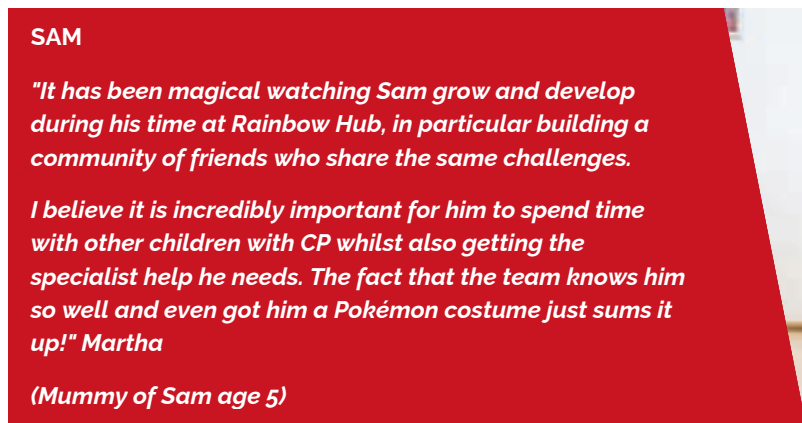 SAM
"It has been magical watching Sam grow and develop
during his time at Rainbow Hub, in particular building a
community of friends who share the same challenges.
I believe it is incredibly important for him to spend time
with other children with CP whilst also getting the
specialist help he needs. The fact that the team knows him
so well and even got him a Pokémon costume just sums it
up!" Martha
(Mummy of Sam age 5)